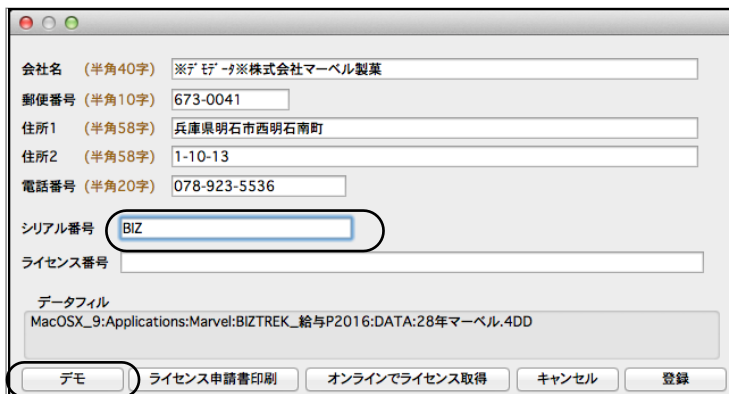 会社名 (半角40字) ※ﾃﾞﾓﾃﾞｰﾀ※株式会社マーベル製菓
郵便番号 (半角10字) 673-0041
住所1 (半角58字) 兵庫県明石市西明石南町
住所2 (半角58字) 1-10-13
電話番号 (半角20字) 078-923-5536
シリアル番号 BIZ
ライセンス番号
データフィル
MacOSX_9:Applications:Marvel:BIZTREK_給与P2016:DATA:28年マーベル.4DD
デモ ライセンス申請書印刷 オンラインでライセンス取得 キャンセル 登録